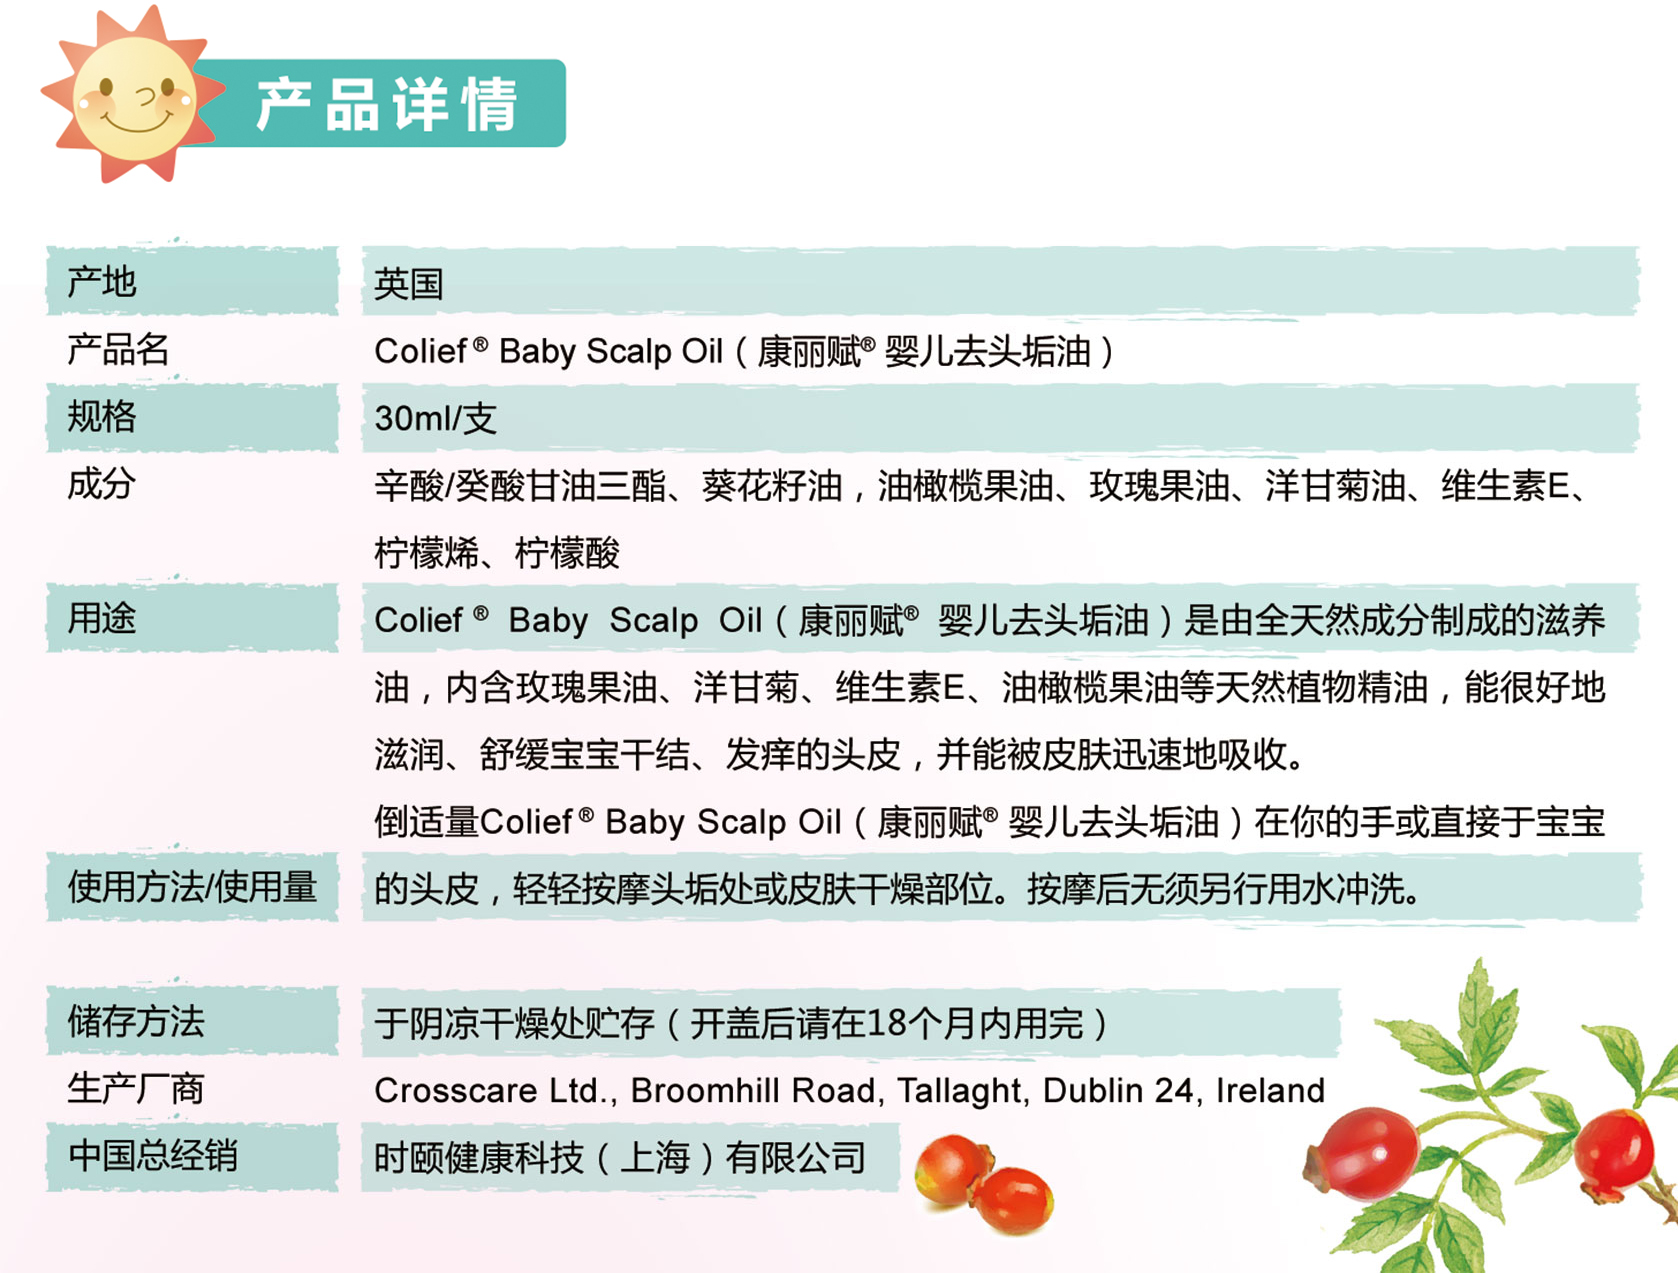 产品详情
产地 英国
产品名 Colief® Baby Scalp Oil（康丽赋® 婴儿去头垢油）
规格 30ml/支
成分 辛酸/癸酸甘油三酯、葵花籽油，油橄榄果油、玫瑰果油、洋甘菊油、维生素E、
柠檬烯、柠檬酸
用途 Colief® Baby Scalp Oil（康丽赋® 婴儿去头垢油）是由全天然成分制成的滋养
油，内含玫瑰果油、洋甘菊、维生素E、油橄榄果油等天然植物精油，能很好地
滋润、舒缓宝宝干结、发痒的头皮，并能被皮肤迅速地吸收。
倒适量Colief® Baby Scalp Oil（康丽赋® 婴儿去头垢油）在你的手或直接于宝宝
使用方法/使用量 的头皮，轻轻按摩头垢处或皮肤干燥部位。按摩后无须另行用水冲洗。
储存方法 于阴凉干燥处贮存（开盖后请在18个月内用完）
生产厂商 Crosscare Ltd., Broomhill Road, Tallaght, Dublin 24, Ireland
中国总经销 时颐健康科技（上海）有限公司